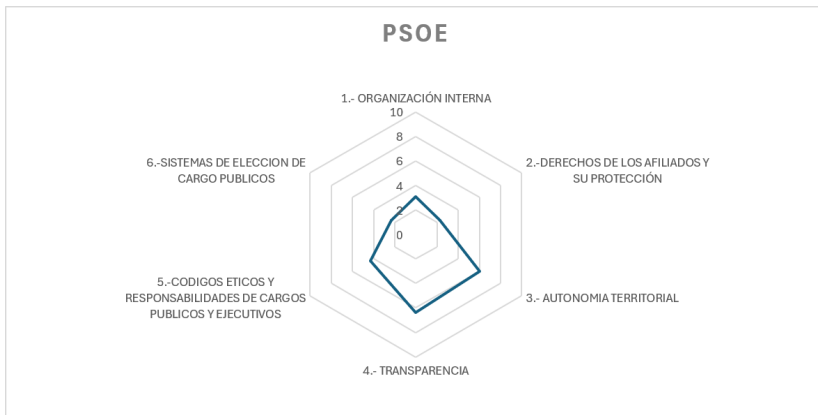 PSOE
1.- ORGANIZACIÓN INTERNA
10
8
6
4
2
0
2.-DERECHOS DE LOS AFILIADOS Y
SU PROTECCIÓN
3.- AUTONOMIA TERRITORIAL
4.- TRANSPARENCIA
5.-CODIGOS ETICOS Y
RESPONSABILIDADES DE CARGOS
PUBLICOS Y EJECUTIVOS
6.-SISTEMAS DE ELECCION DE
CARGO PUBLICOS